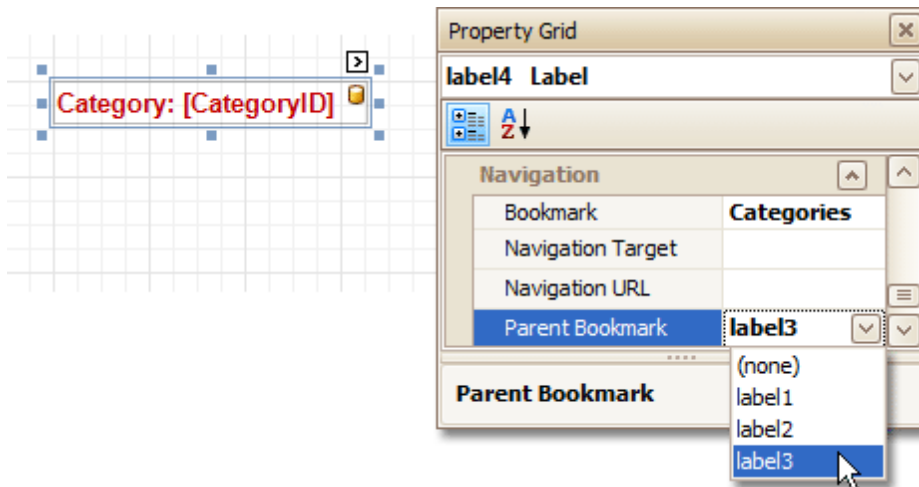 Property Grid
label4 Label
Category: [CategoryID]
A
Z
Navigation
Bookmark Categories
Navigation Target
Navigation URL
Parent Bookmark label3
(none)
Parent Bookmark
label1
label2
label3